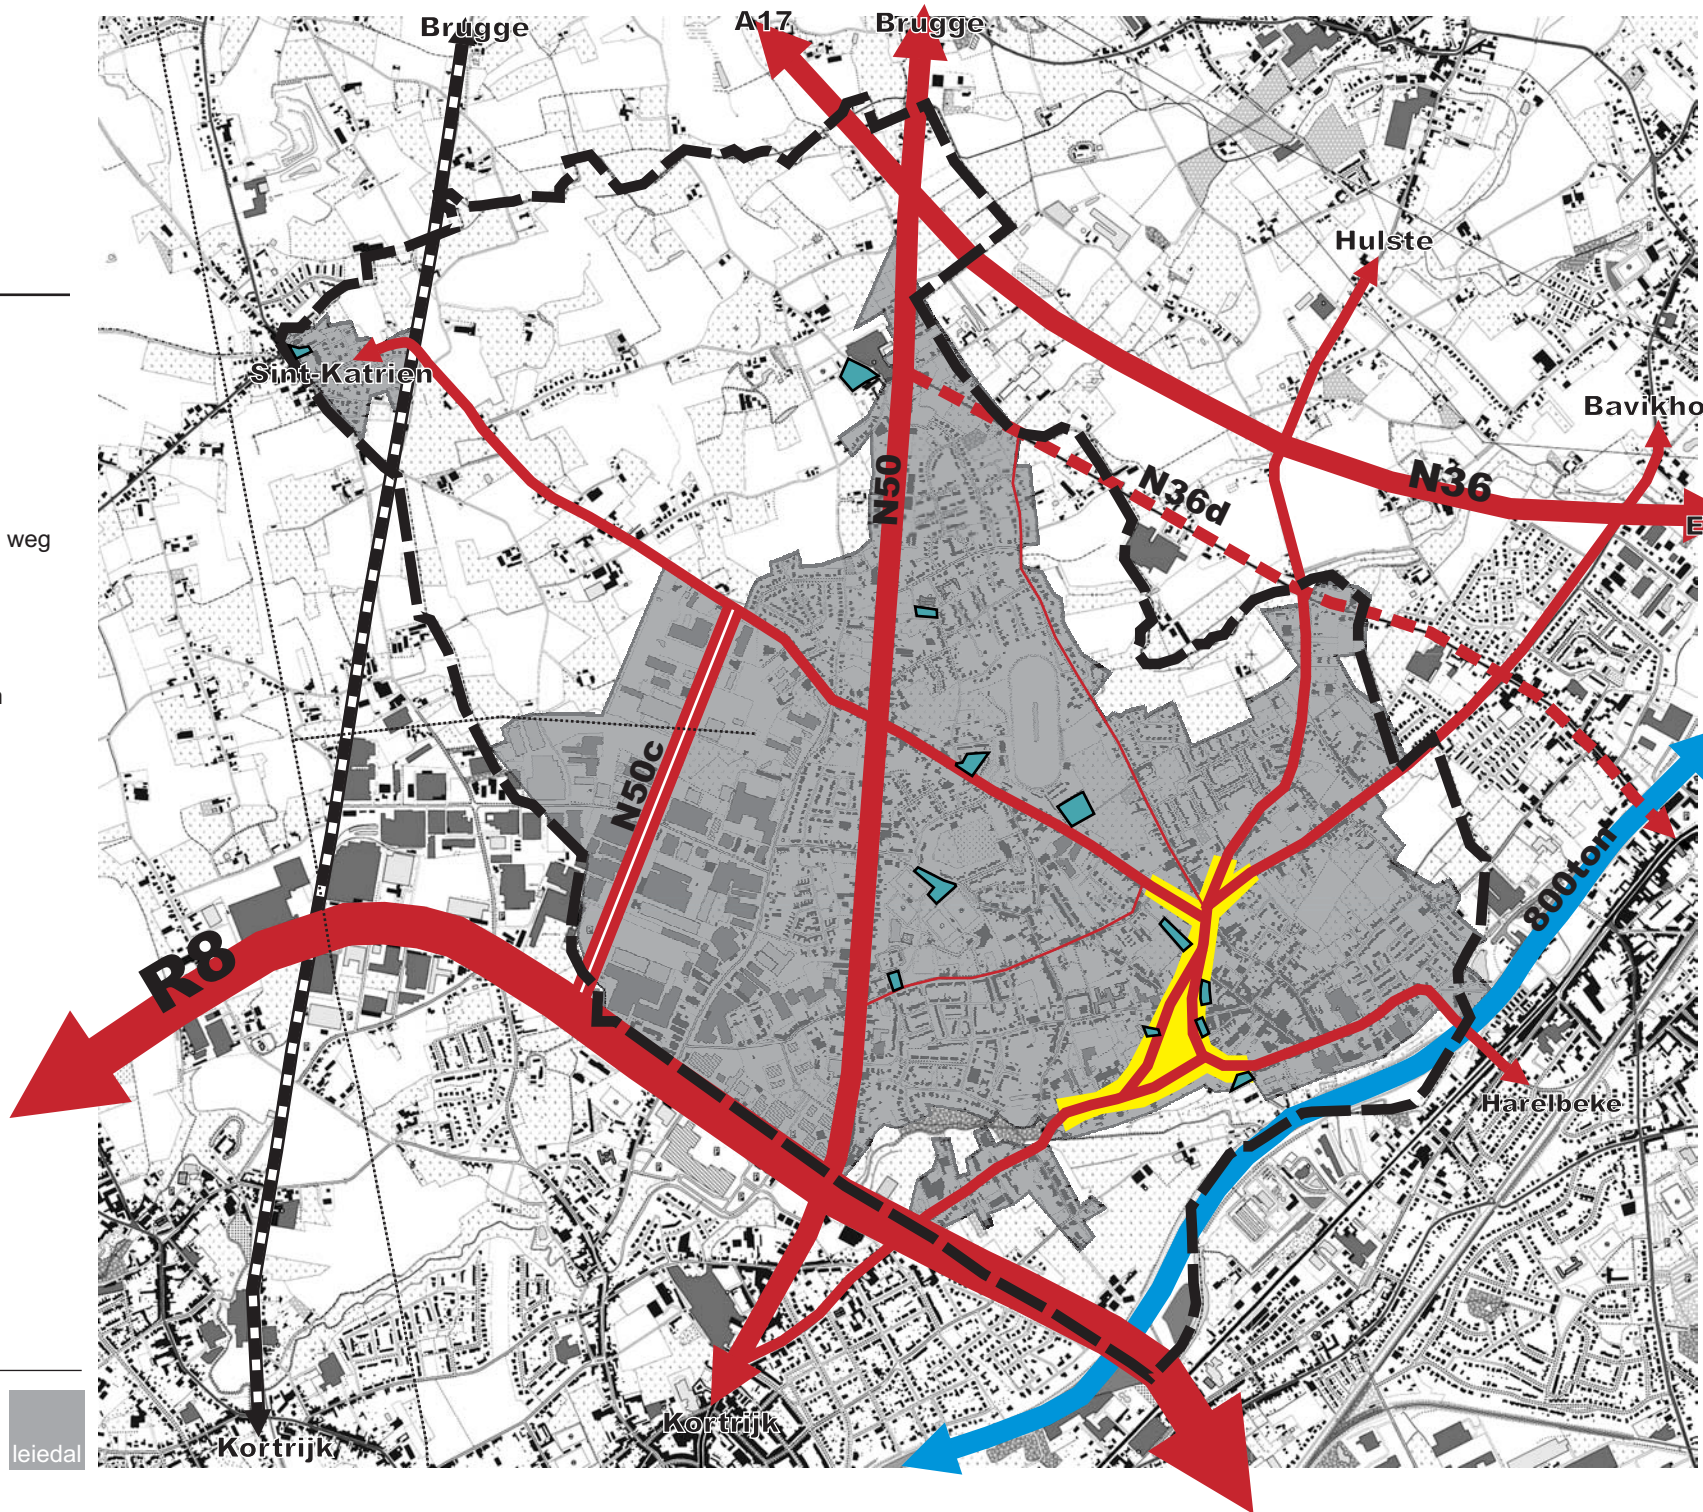 Brugge
A17
Brugge
Hulste
Sint-Katrien
Bavikho
N50
N36d
N36
E
weg
N50c
800ton
R8
Harelbeke
Kortrijk
Kortrijk
leiedal